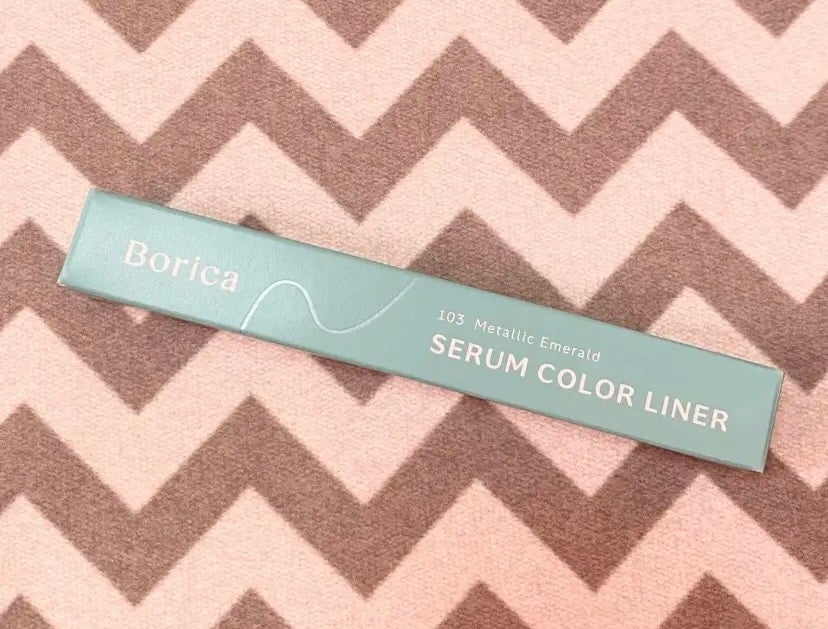 Borica
103 Metallic Emerald
SERUM COLOR LINER